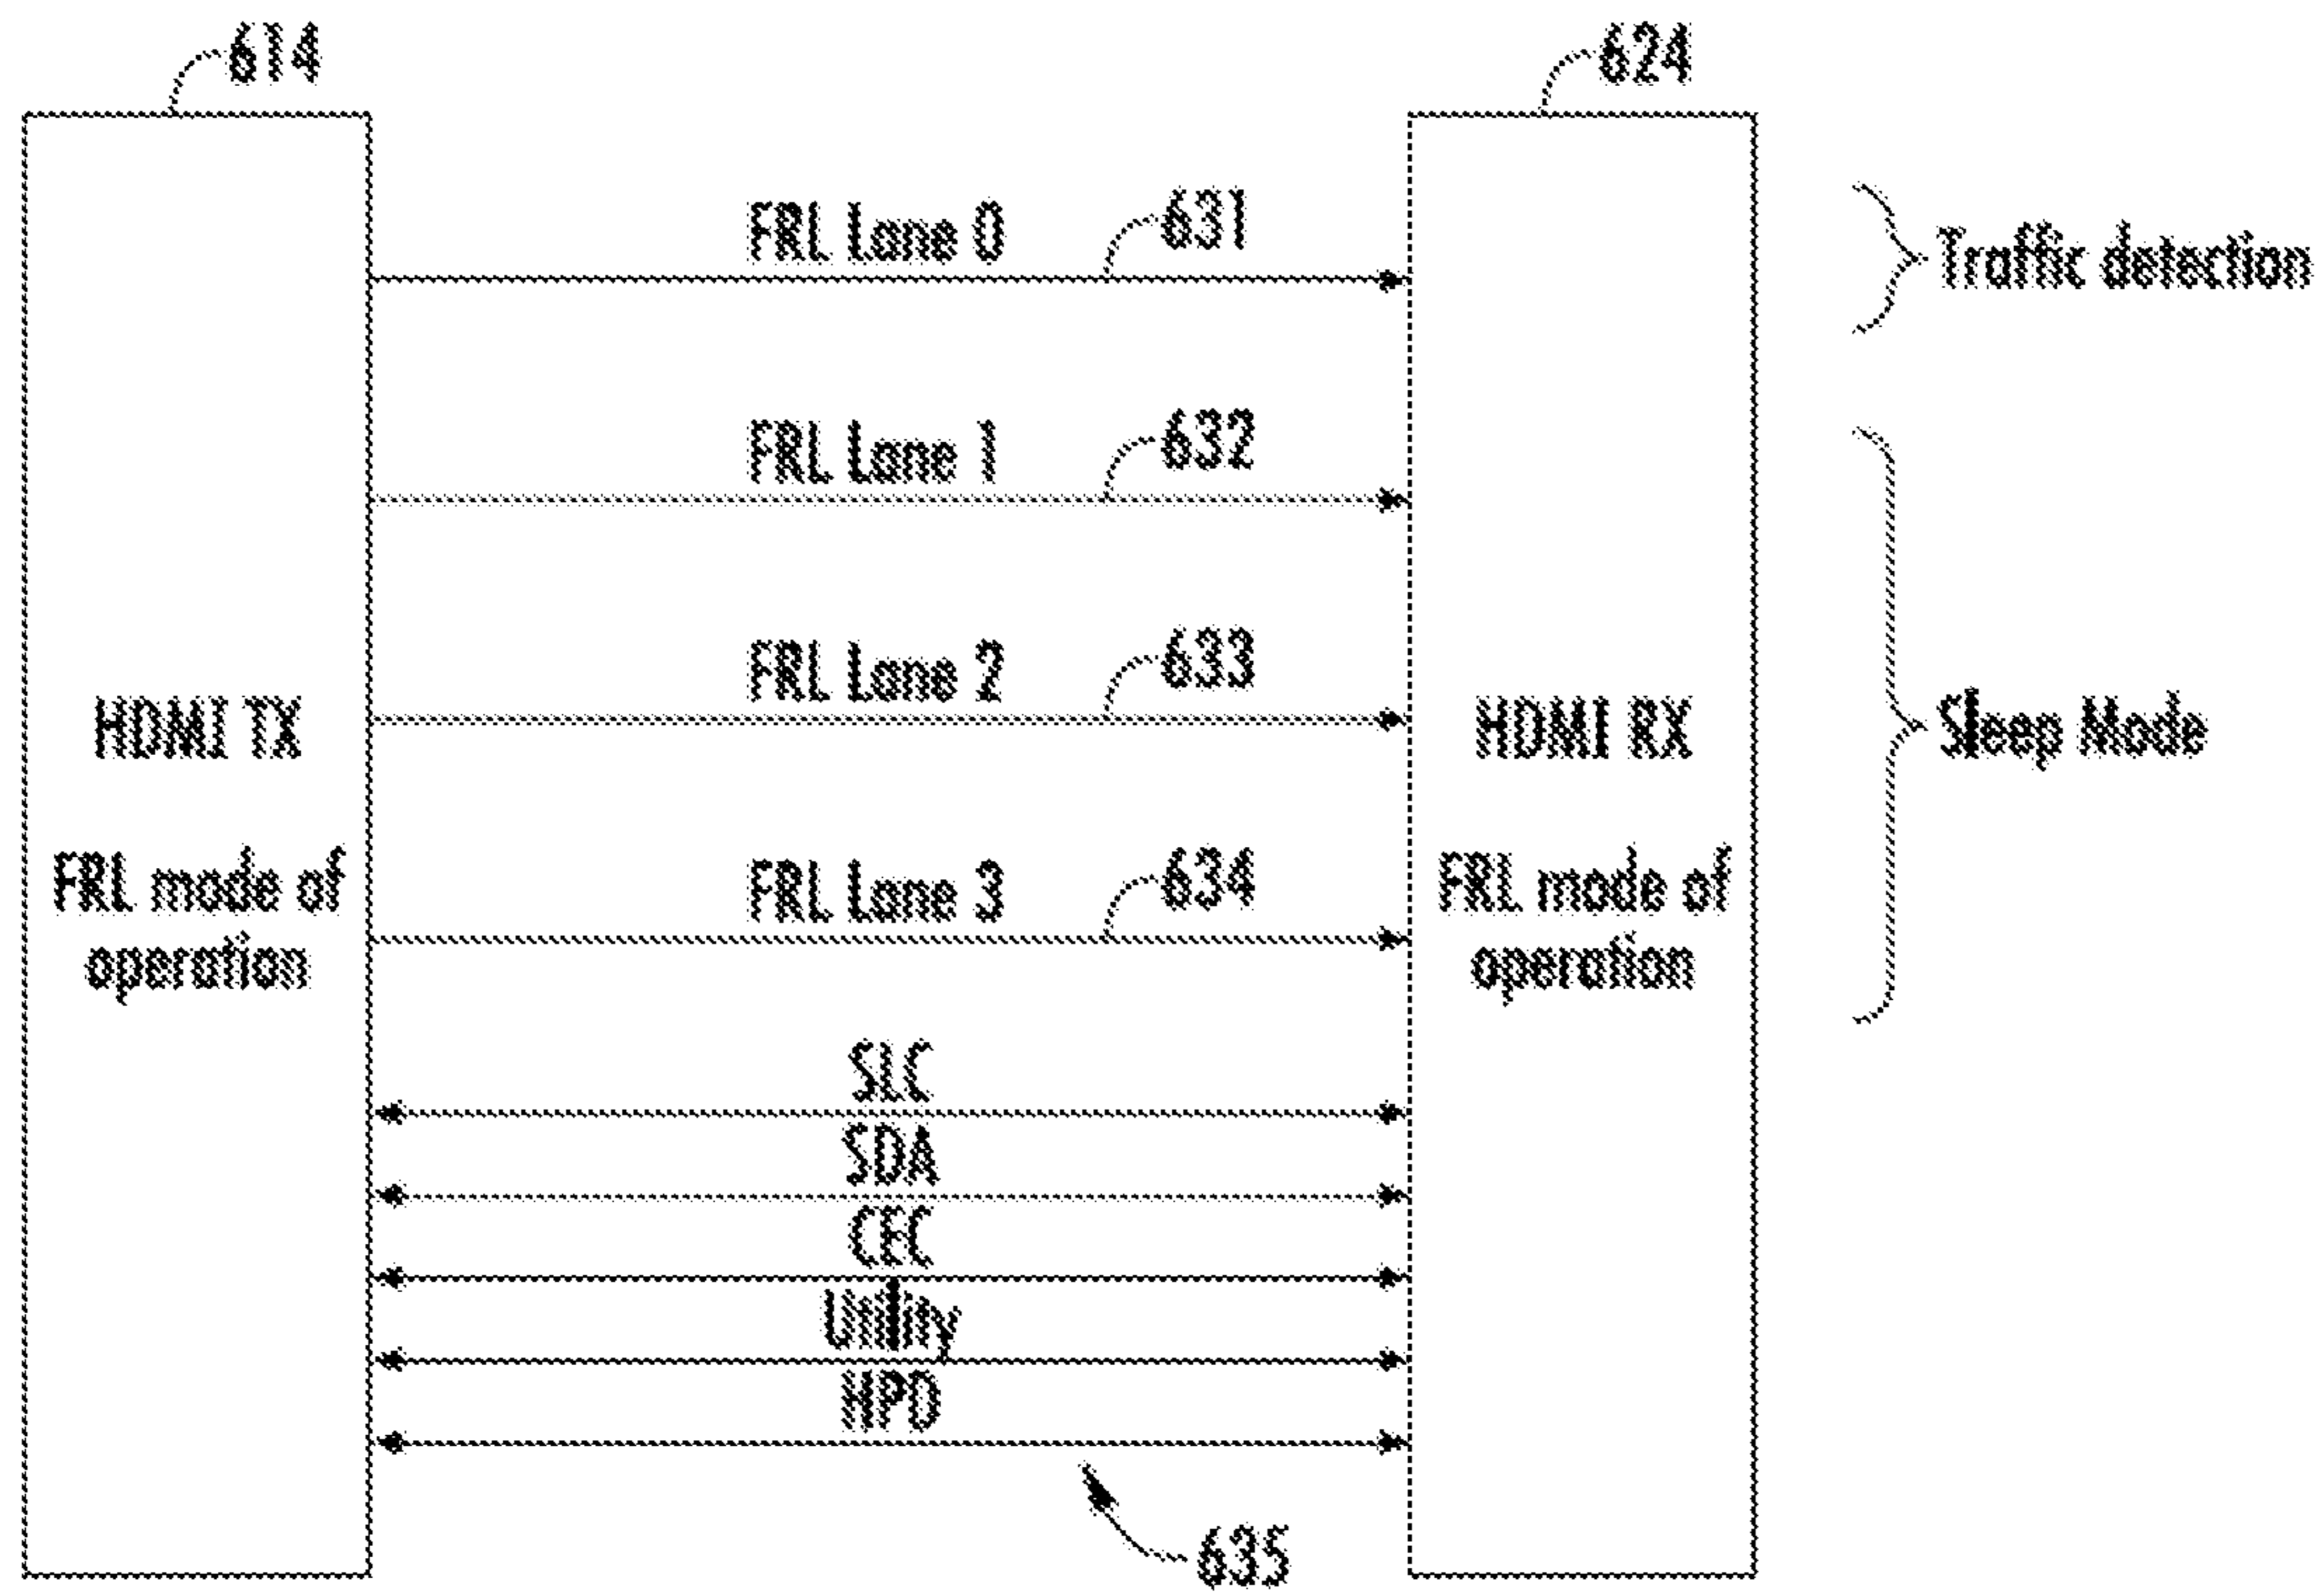 614
624
FRL Lane 0
631
Traffic detection
FRL Lane 1
632
FRL Lane 2
633
HDMI TX
HDMI RX
Sleep Mode
FRL Lane 3
634
FRL mode of
operation
FRL mode of
operation
SLC
SDA
CEC
Utility
HPD
635